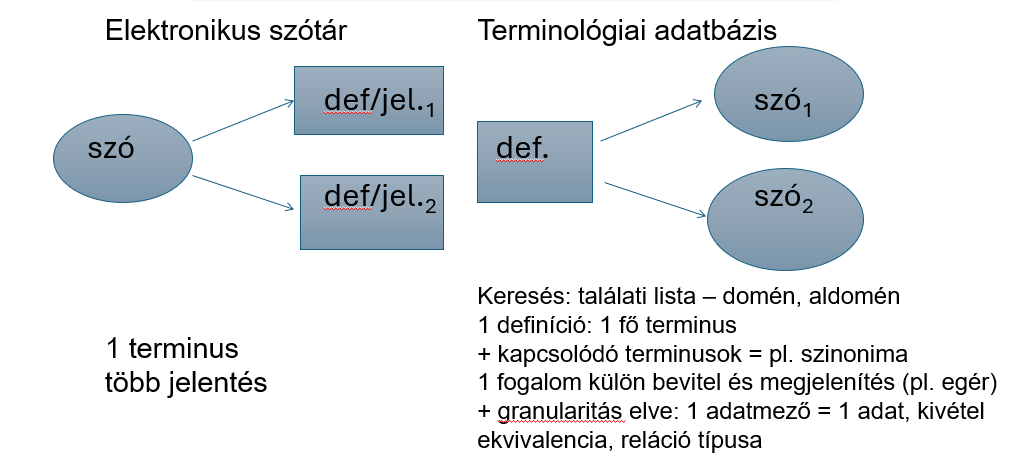 Elektronikus szótár
szó
def/jel.1
def/jel.2
1 terminus
több jelentés
Terminológiai adatbázis
def.
szó1
szó2
Keresés: találati lista – domén, aldomén
1 definíció: 1 fő terminus
+ kapcsolódó terminusok = pl. szinonima
1 fogalom külön bevitel és megjelenítés (pl. egér)
+ granularitás elve: 1 adatmező = 1 adat, kivétel
ekvivalencia, reláció típusa